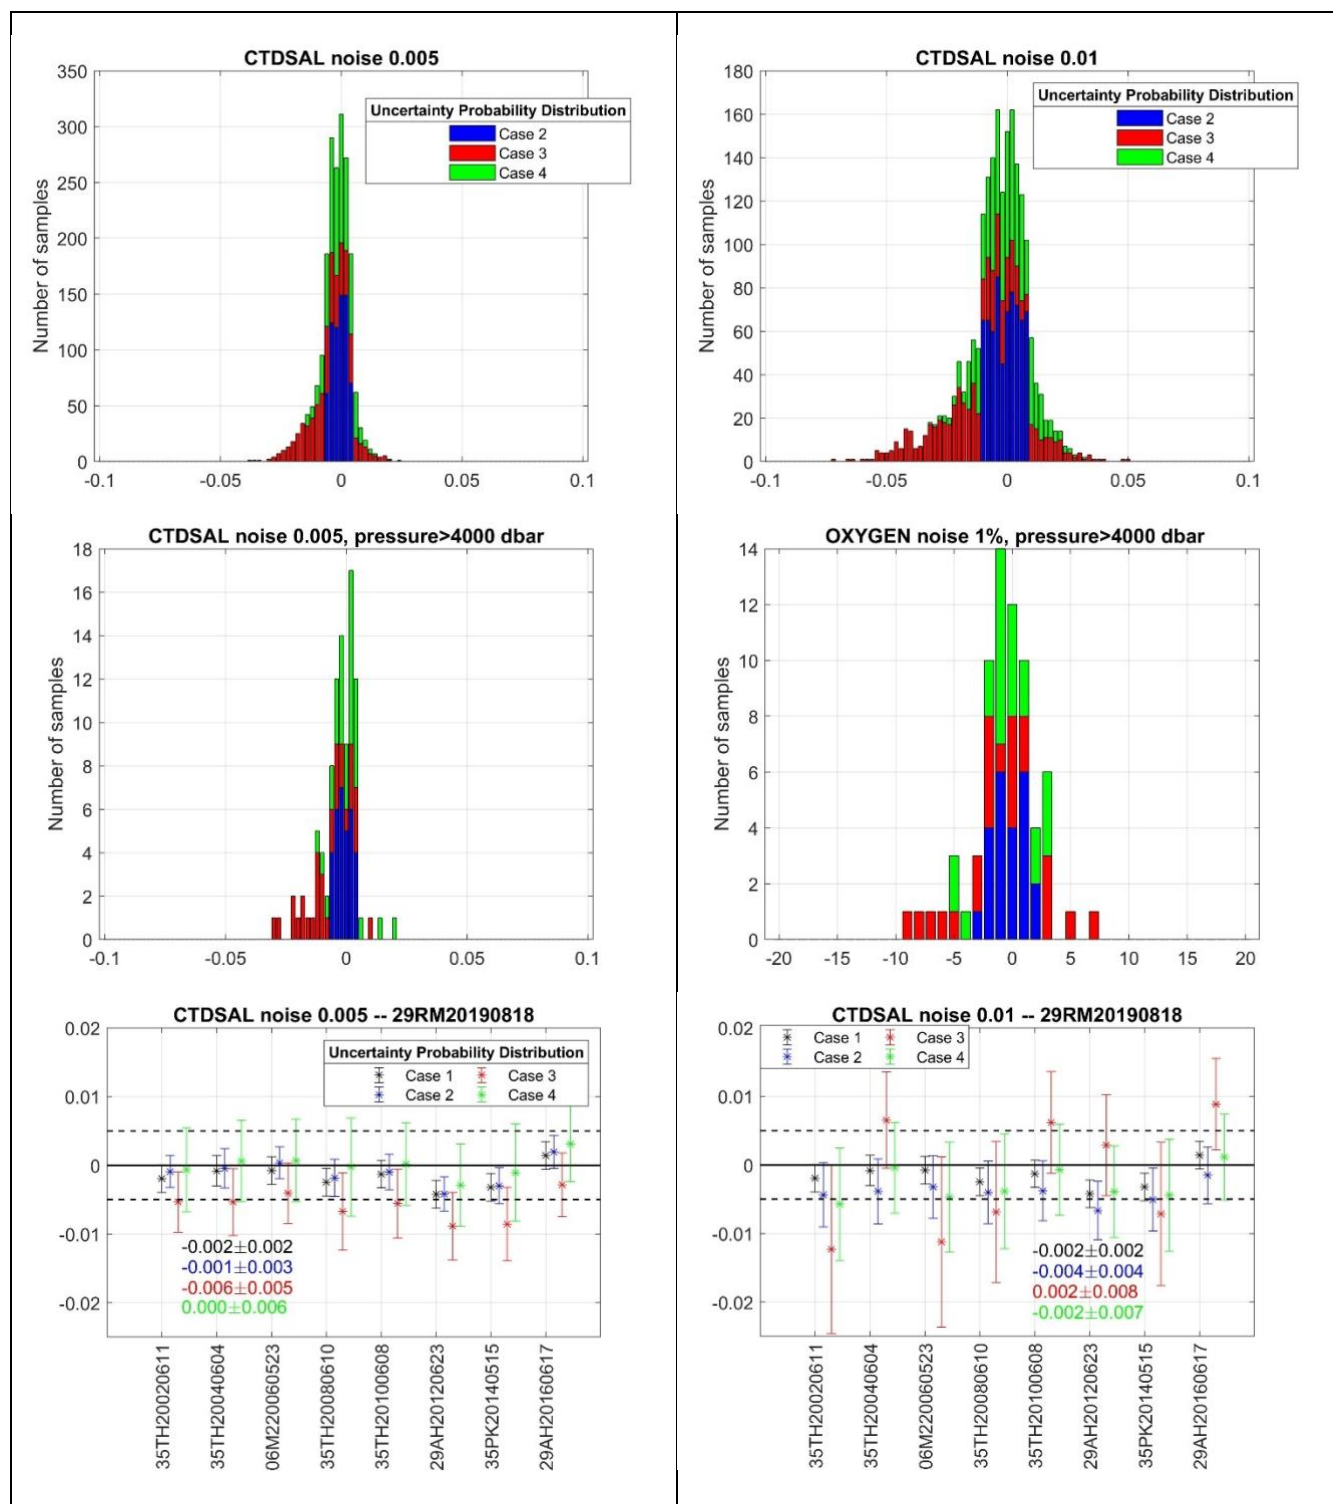 CTDSAL noise 0.005
350
300
250
200
150
100
50
0
Number of samples
Uncertainty Probability Distribution
Case 2
Case 3
Case 4
-0.1 -0.05 0 0.05 0.1
CTDSAL noise 0.01
180
160
140
120
100
80
60
40
20
0
Number of samples
Uncertainty Probability Distribution
Case 2
Case 3
Case 4
-0.1 -0.05 0 0.05 0.1
CTDSAL noise 0.005, pressure>4000 dbar
18
16
14
12
10
8
6
4
2
0
Number of samples
-0.1 -0.05 0 0.05 0.1
OXYGEN noise 1%, pressure>4000 dbar
14
12
10
8
6
4
2
0
Number of samples
-20 -15 -10 -5 0 5 10 15 20
CTDSAL noise 0.005 -- 29RM20190818
0.02
0.01
0
-0.01
-0.02
Uncertainty Probability Distribution
Case 1 Case 3
Case 2 Case 4
-0.002±0.002
-0.001±0.003
-0.006±0.005
0.000±0.006
35TH20020611
35TH20040604
06M220060523
35TH20080610
35TH20100608
29AH20120623
35PK20140515
29AH20160617
CTDSAL noise 0.01 -- 29RM20190818
0.02
0.01
0
-0.01
-0.02
Case 1 Case 3
Case 2 Case 4
-0.002±0.002
-0.004±0.004
0.002±0.008
-0.002±0.007
35TH20020611
35TH20040604
06M220060523
35TH20080610
35TH20100608
29AH20120623
35PK20140515
29AH20160617